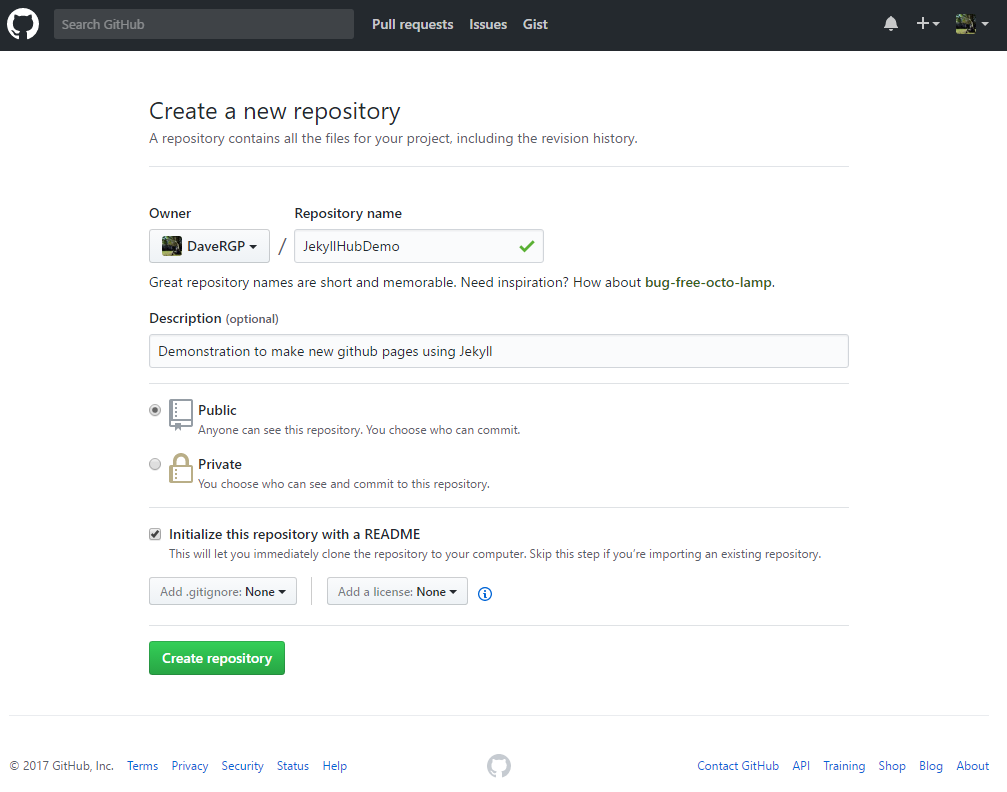 Search GitHub Pull requests Issues Gist
Create a new repository
A repository contains all the files for your project, including the revision history.
Owner Repository name
DaveRGP / JekyllHubDemo
Great repository names are short and memorable. Need inspiration? How about bug-free-octo-lamp.
Description (optional)
Demonstration to make new github pages using Jekyll
Public
Anyone can see this repository. You choose who can commit.
Private
You choose who can see and commit to this repository.
Initialize this repository with a README
This will let you immediately clone the repository to your computer. Skip this step if you’re importing an existing repository.
Add .gitignore: None Add a license: None
Create repository
© 2017 GitHub, Inc. Terms Privacy Security Status Help Contact GitHub API Training Shop Blog About